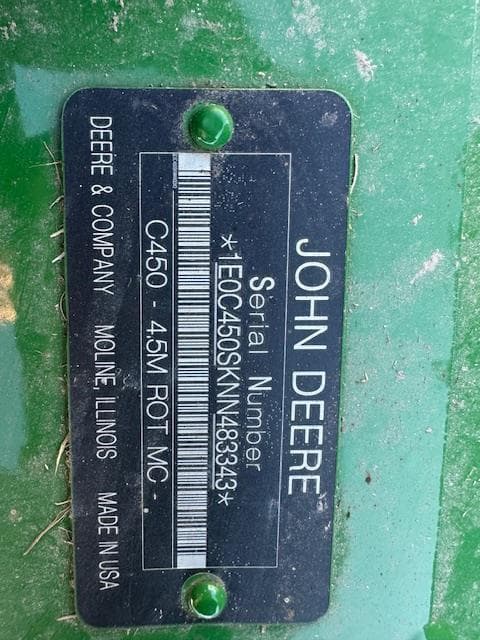 JOHN DEERE
Serial Number
*1E0C450SKNN483343*
C450 - 4.5M ROT MC -
DEERE & COMPANY MOLINE, ILLINOIS MADE IN USA